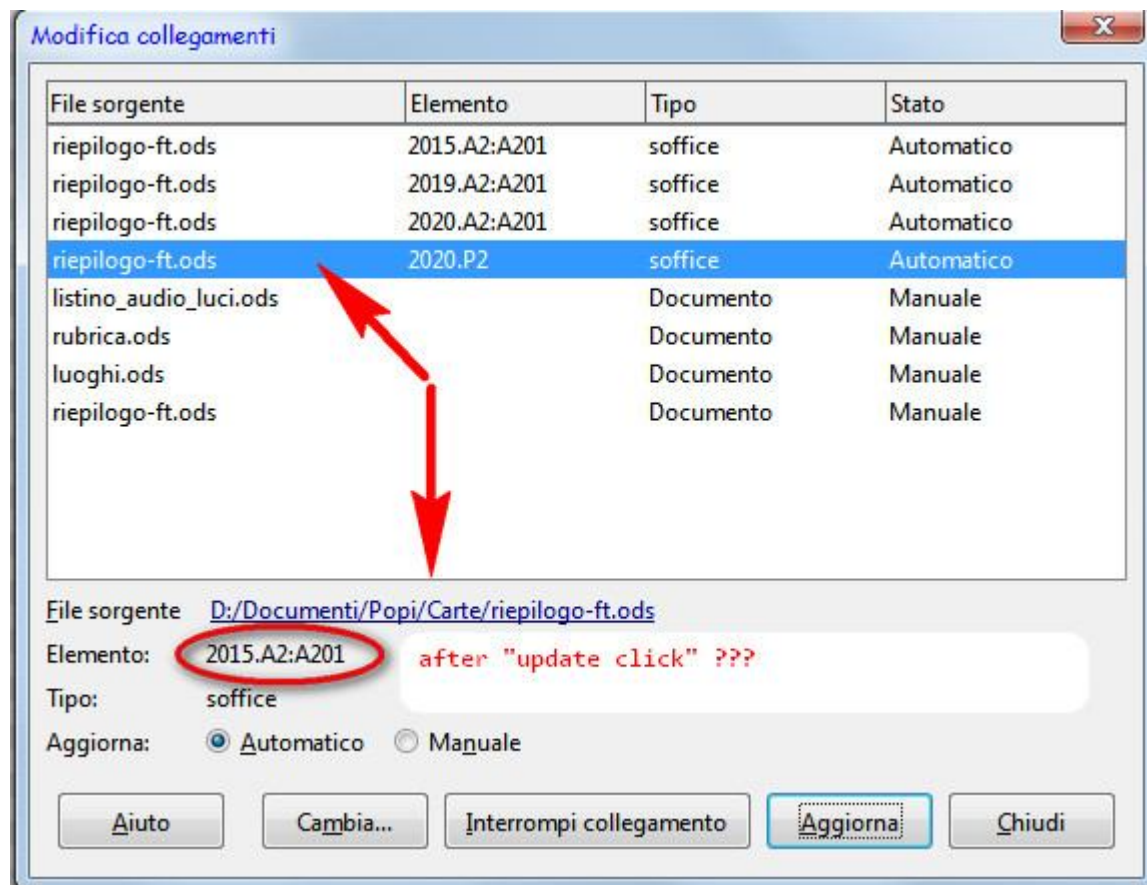 Modifica collegamenti
File sorgente Elemento Tipo Stato
riepilogo-ft.ods 2015.A2:A201 soffice Automatico
riepilogo-ft.ods 2019.A2:A201 soffice Automatico
riepilogo-ft.ods 2020.A2:A201 soffice Automatico
riepilogo-ft.ods 2020.P2 soffice Automatico
listino_audio_luci.ods Documento Manuale
rubrica.ods Documento Manuale
luoghi.ods Documento Manuale
riepilogo-ft.ods Documento Manuale
File sorgente D:/Documenti/Popi/Carte/riepilogo-ft.ods
Elemento: 2015.A2:A201 after "update click" ???
Tipo: soffice
Aggiorna: Automatico Manuale
Aiuto Cambia... Interrompi collegamento Aggiorna Chiudi